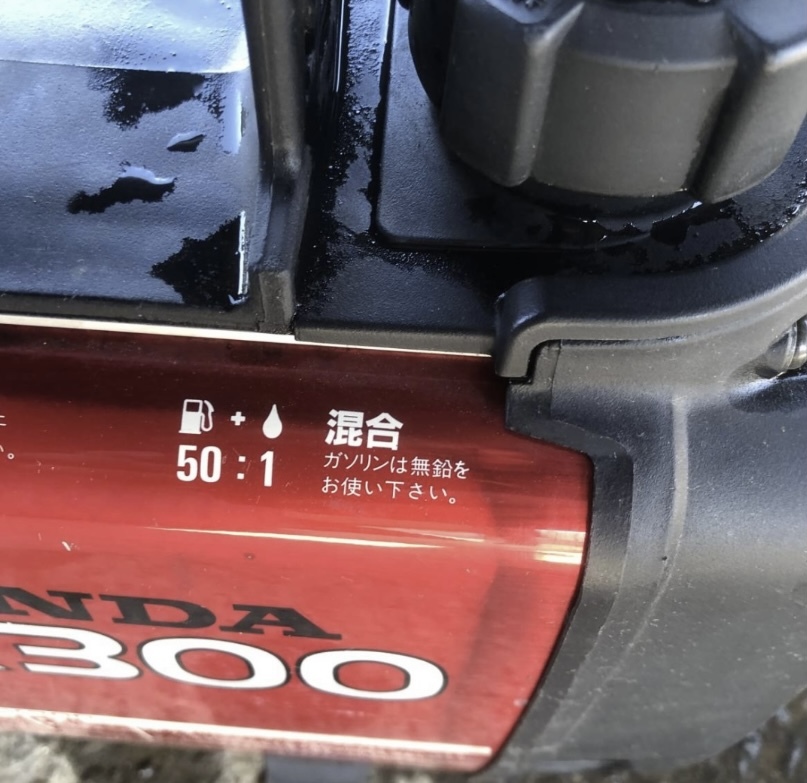 混合
50 : 1
ガソリンは無鉛を
お使い下さい。
NDA
300